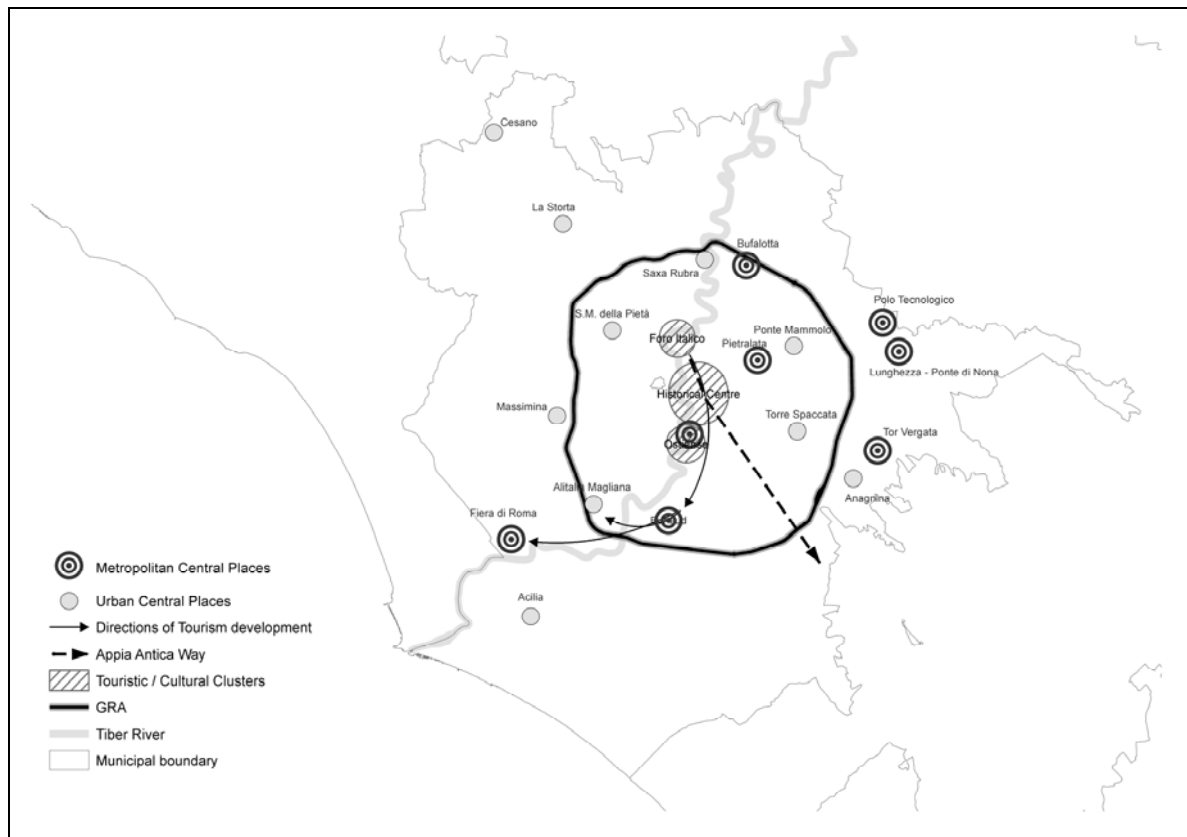 Cesano
La Storta
Bufalotta
Saxa Rubra
Polo Tecnologico
S.M. della Pietà
Foro Italico
Ponte Mammolo
Pietralata
Lunghezza - Ponte di Nona
Historical Centre
Massimina
Torre Spaccata
Ostiense
Tor Vergata
Anagnina
Alitalia Magliana
Fiera di Roma
Acilia
Metropolitan Central Places
Urban Central Places
Directions of Tourism development
Appia Antica Way
Touristic / Cultural Clusters
GRA
Tiber River
Municipal boundary